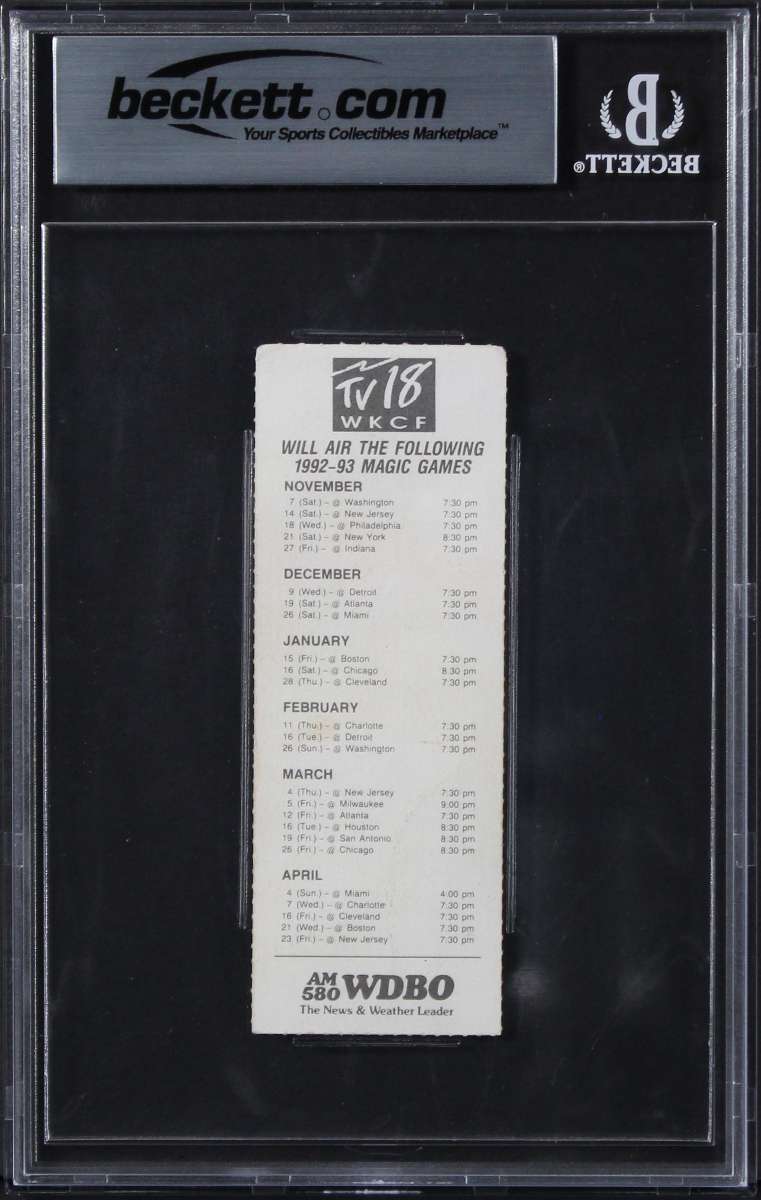 beckett.com
Your Sports Collectibles Marketplace™
B
BECKETT®
TV18
WKCF
WILL AIR THE FOLLOWING
1992-93 MAGIC GAMES
NOVEMBER
7 (Sat.) – @ Washington 7:30 pm
14 (Sat.) – @ New Jersey 7:30 pm
18 (Wed.) – @ Philadelphia 7:30 pm
21 (Sat.) – @ New York 8:30 pm
27 (Fri.) – @ Indiana 7:30 pm
DECEMBER
9 (Wed.) – @ Detroit 7:30 pm
19 (Sat.) – @ Atlanta 7:30 pm
26 (Sat.) – @ Miami 7:30 pm
JANUARY
15 (Fri.) – @ Boston 7:30 pm
16 (Sat.) – @ Chicago 8:30 pm
28 (Thu.) – @ Cleveland 7:30 pm
FEBRUARY
11 (Thu.) – @ Charlotte 7:30 pm
16 (Tue.) – @ Detroit 7:30 pm
26 (Sun.) – @ Washington 7:30 pm
MARCH
4 (Thu.) – @ New Jersey 7:30 pm
5 (Fri.) – @ Milwaukee 9:00 pm
12 (Fri.) – @ Atlanta 7:30 pm
16 (Tue.) – @ Houston 8:30 pm
19 (Fri.) – @ San Antonio 8:30 pm
26 (Fri.) – @ Chicago 8:30 pm
APRIL
4 (Sun.) – @ Miami 4:00 pm
7 (Wed.) – @ Charlotte 7:30 pm
16 (Fri.) – @ Cleveland 7:30 pm
21 (Wed.) – @ Boston 7:30 pm
23 (Fri.) – @ New Jersey 7:30 pm
AM 580 WDBO
The News & Weather Leader